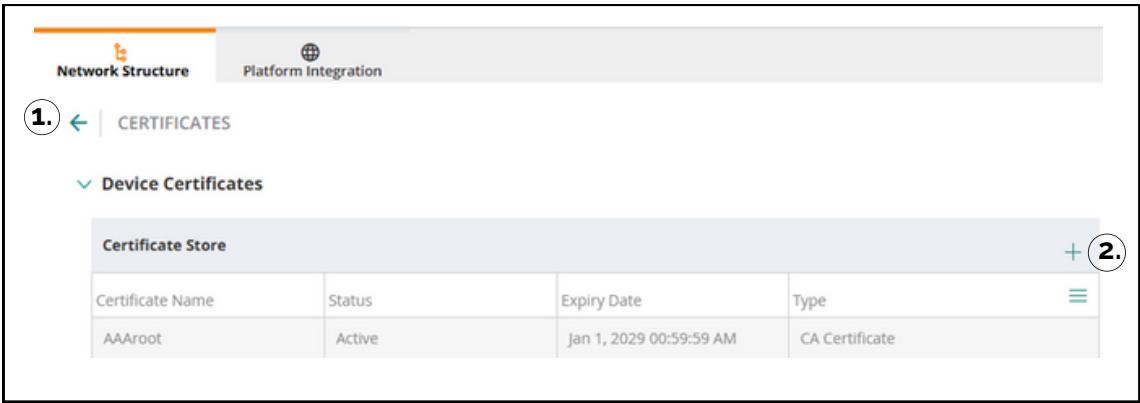 Network Structure Platform Integration
1. CERTIFICATES
Device Certificates
Certificate Store 2.
Certificate Name Status Expiry Date Type
AAAroot Active Jan 1, 2029 00:59:59 AM CA Certificate